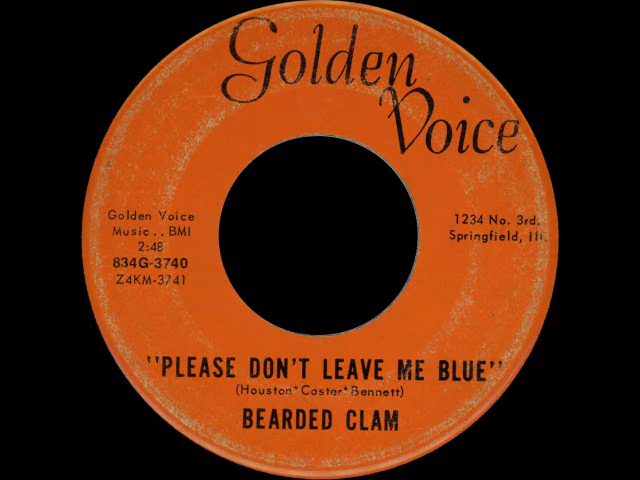 Golden
Voice
Golden Voice
Music.. BMI
2:48
834G-3740
Z4KM-3741
1234 No. 3rd.
Springfield, Ill.
"PLEASE DON'T LEAVE ME BLUE"
(Houston*Caster*Bennett)
BEARDED CLAM